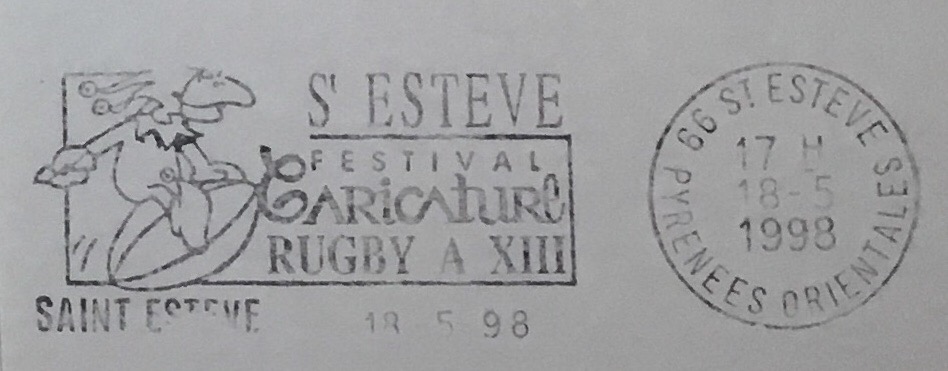 St ESTEVE
FESTIVAL
CARICATURE
RUGBY A XIII
SAINT ESTEVE
18 5 98
66 ST. ESTEVE
17 H
18-5
1998
PYRENEES ORIENTALES